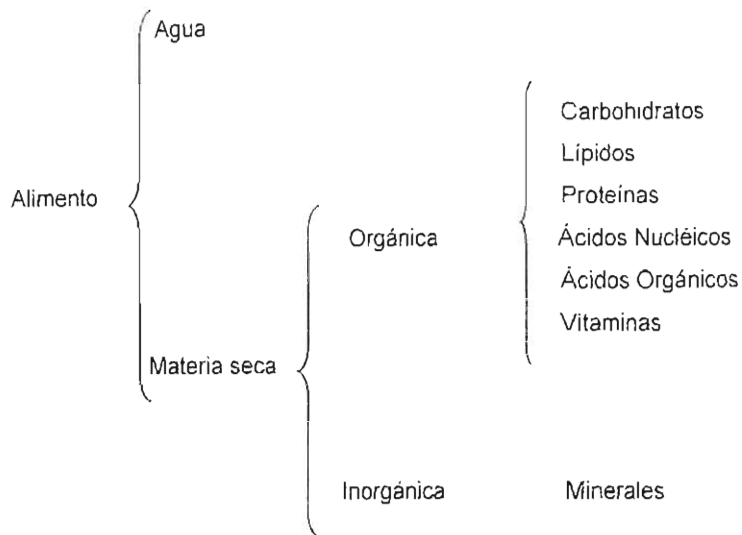 Agua
Carbohidratos
Lípidos
Alimento
Proteínas
Orgánica
Ácidos Nucléicos
Ácidos Orgánicos
Vitaminas
Materia seca
Inorgánica
Minerales